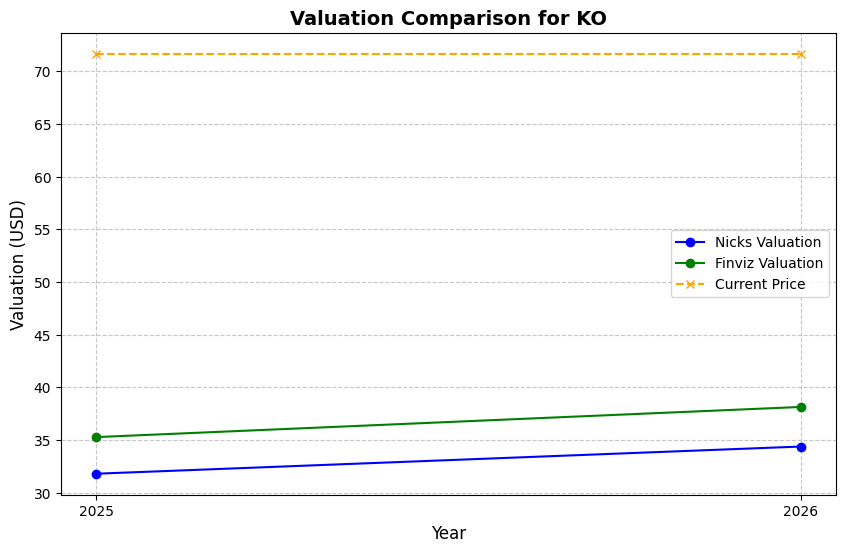 Valuation Comparison for KO
Valuation (USD)
70
65
60
55
50
45
40
35
30
Nicks Valuation
Finviz Valuation
Current Price
2025
2026
Year